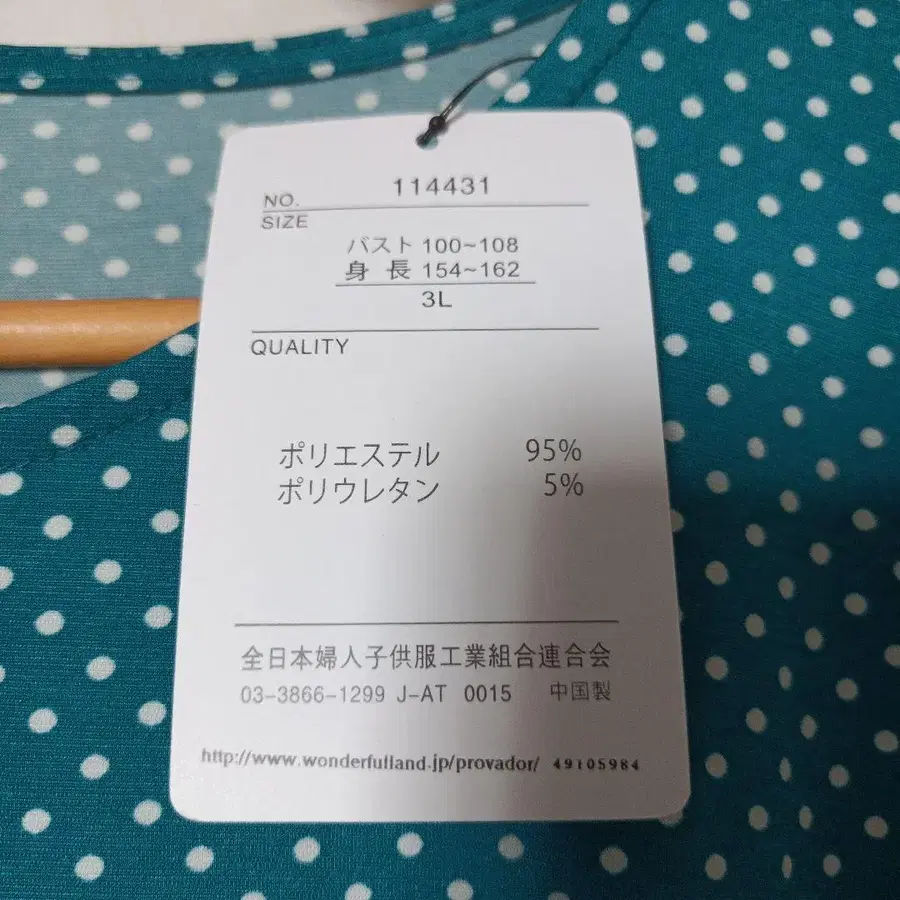 NO. 114431
SIZE
バスト 100~108
身 長 154~162
3L
QUALITY
ポリエステル 95%
ポリウレタン 5%
全日本婦人子供服工業組合連合会
03-3866-1299 J-AT 0015 中国製
http://www.wonderfulland.jp/provador/ 49105984